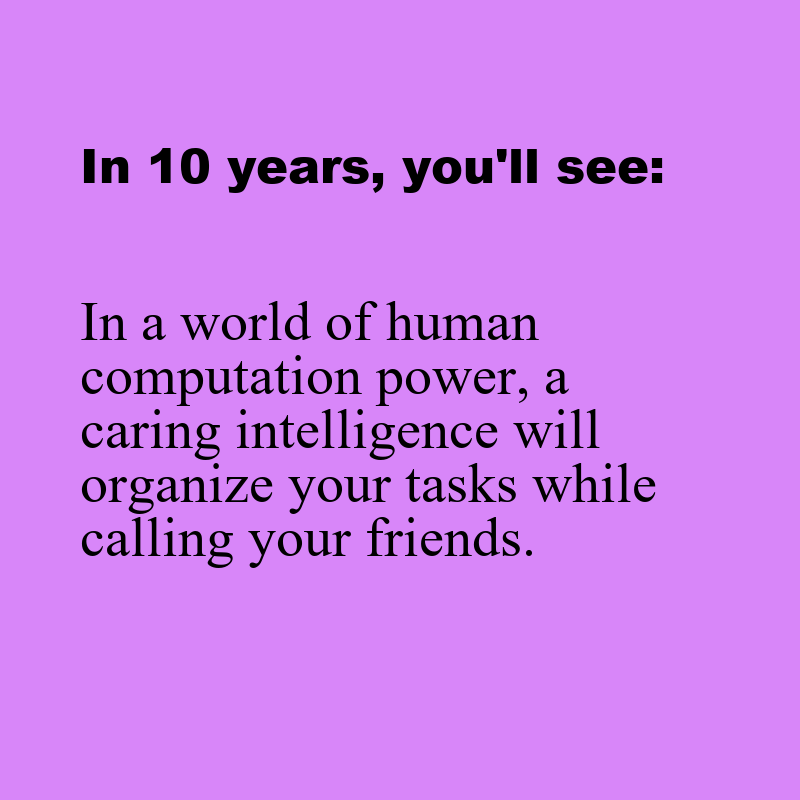 In 10 years, you'll see:
In a world of human
computation power, a
caring intelligence will
organize your tasks while
calling your friends.